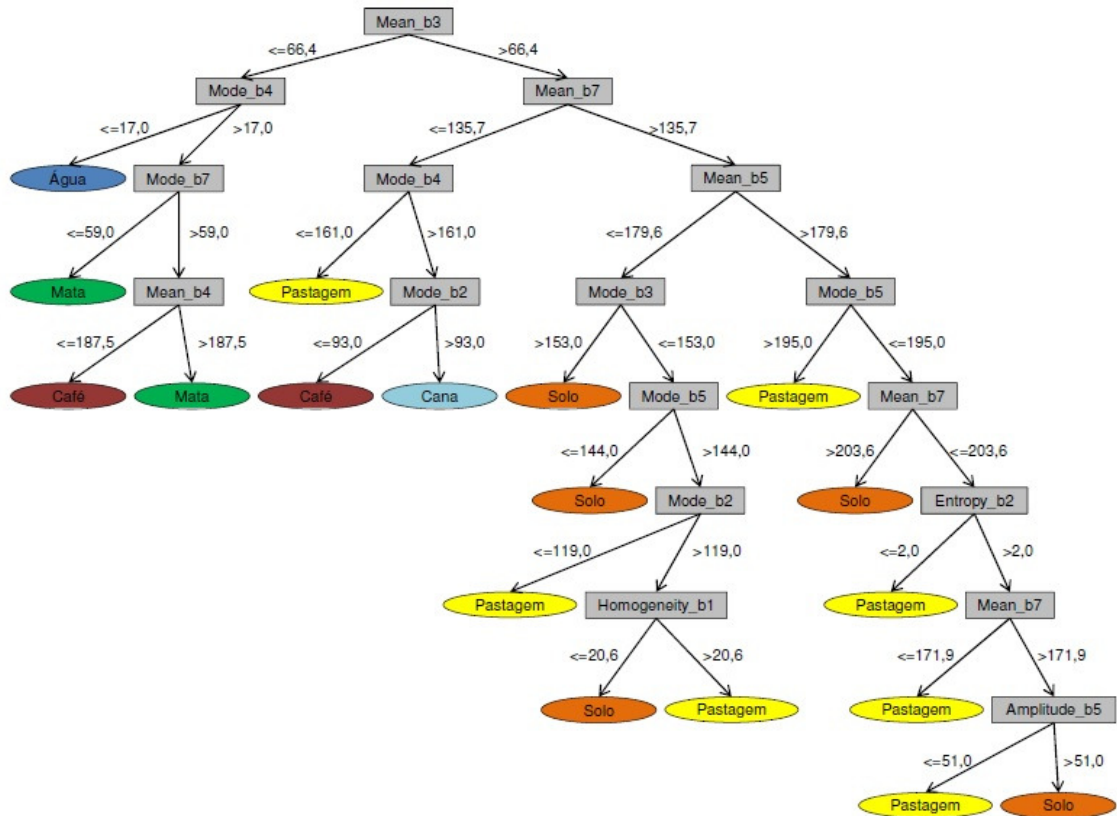 Mean_b3
<=66,4 >66,4
Mode_b4 Mean_b7
<=17,0 >17,0 <=135,7 >135,7
Água Mode_b7 Mode_b4 Mean_b5
<=59,0 >59,0 <=161,0 >161,0 <=179,6 >179,6
Mata Mean_b4 Pastagem Mode_b2 Mode_b3 Mode_b5
<=187,5 >187,5 <=93,0 >93,0 >153,0 <=153,0 >195,0 <=195,0
Café Mata Café Cana Solo Mode_b5 Pastagem Mean_b7
<=144,0 >144,0 >203,6 <=203,6
Solo Mode_b2 Solo Entropy_b2
<=119,0 >119,0 <=2,0 >2,0
Pastagem Homogeneity_b1 Pastagem Mean_b7
<=20,6 >20,6 <=171,9 >171,9
Solo Pastagem Pastagem Amplitude_b5
<=51,0 >51,0
Pastagem Solo